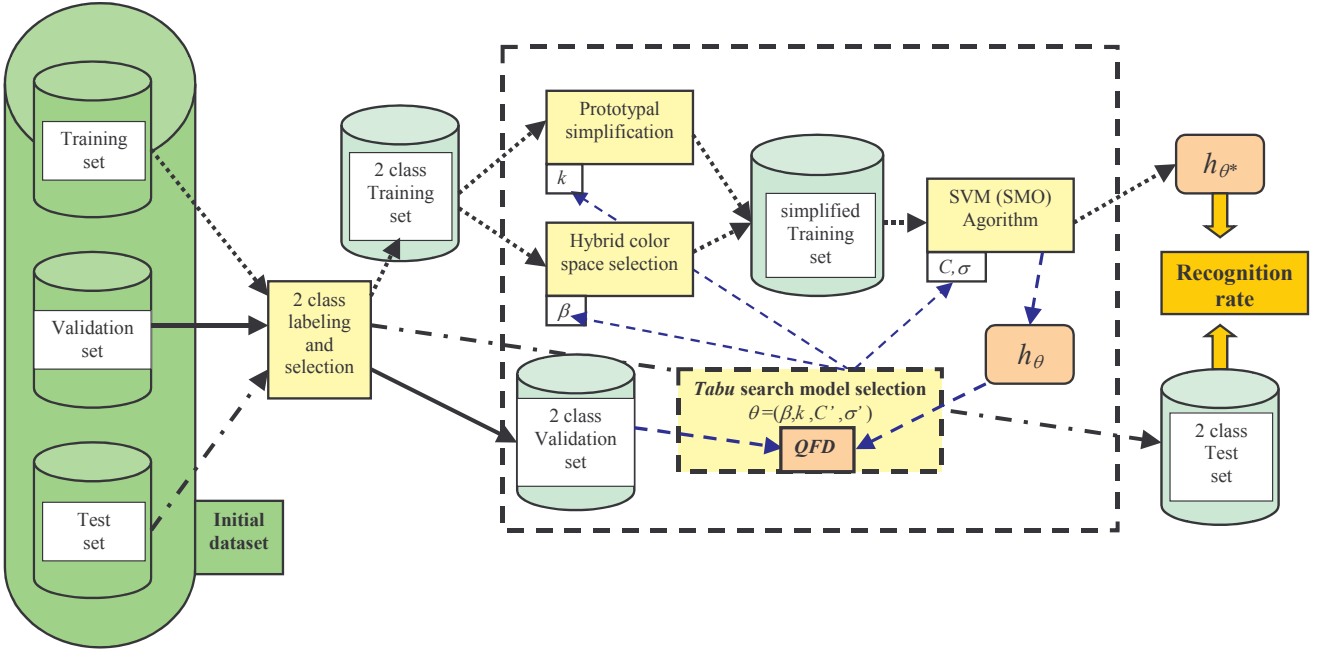 Training
set
Validation
set
Test
set
Initial
dataset
2 class
labeling
and
selection
2 class
Training
set
Prototypal
simplification
k
Hybrid color
space selection
β
simplified
Training
set
SVM (SMO)
Agorithm
C,σ
hθ
hθ*
Recognition
rate
2 class
Validation
set
Tabu search model selection
θ=(β,k ,C’ ,σ’ )
QFD
2 class
Test
set